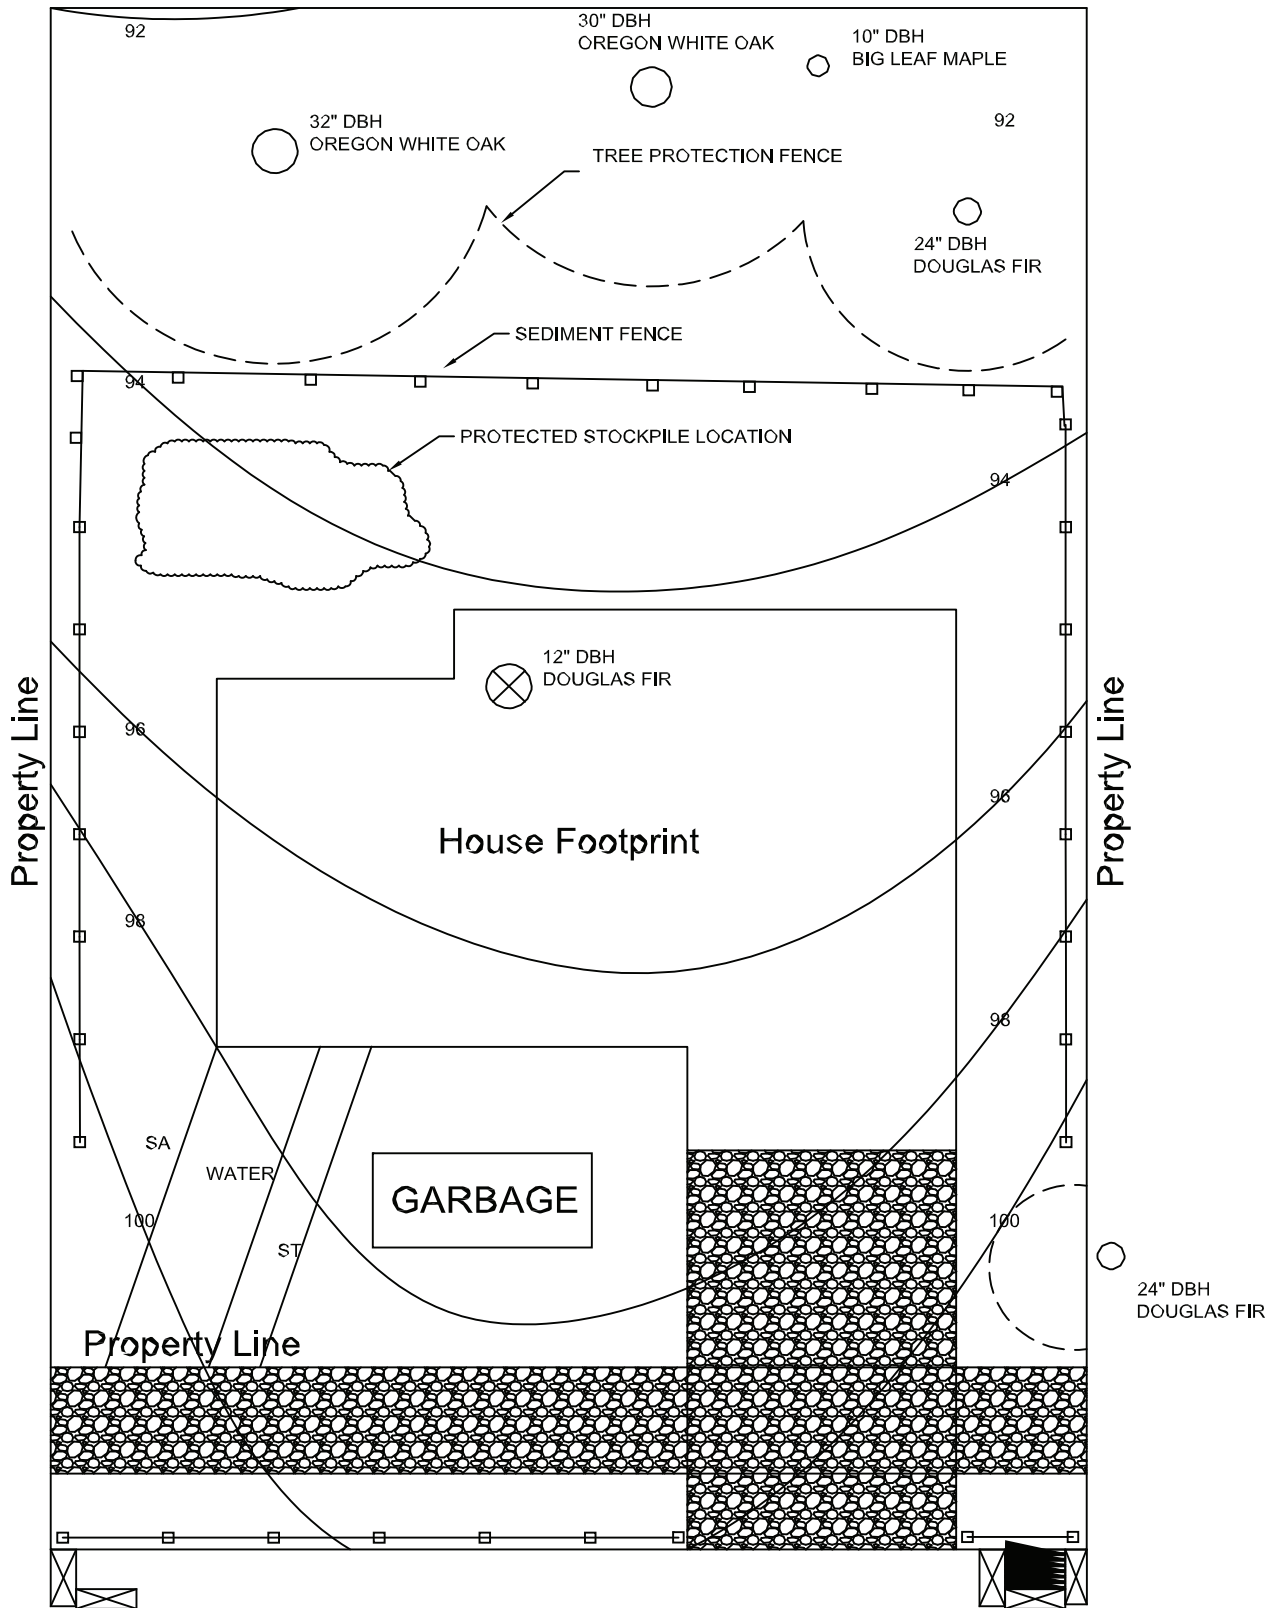 92
30" DBH
OREGON WHITE OAK
10" DBH
BIG LEAF MAPLE
32" DBH
OREGON WHITE OAK
92
TREE PROTECTION FENCE
24" DBH
DOUGLAS FIR
SEDIMENT FENCE
94
PROTECTED STOCKPILE LOCATION
94
12" DBH
DOUGLAS FIR
Property Line
Property Line
96
96
House Footprint
98
98
SA
WATER
GARBAGE
100
100
ST
24" DBH
DOUGLAS FIR
Property Line